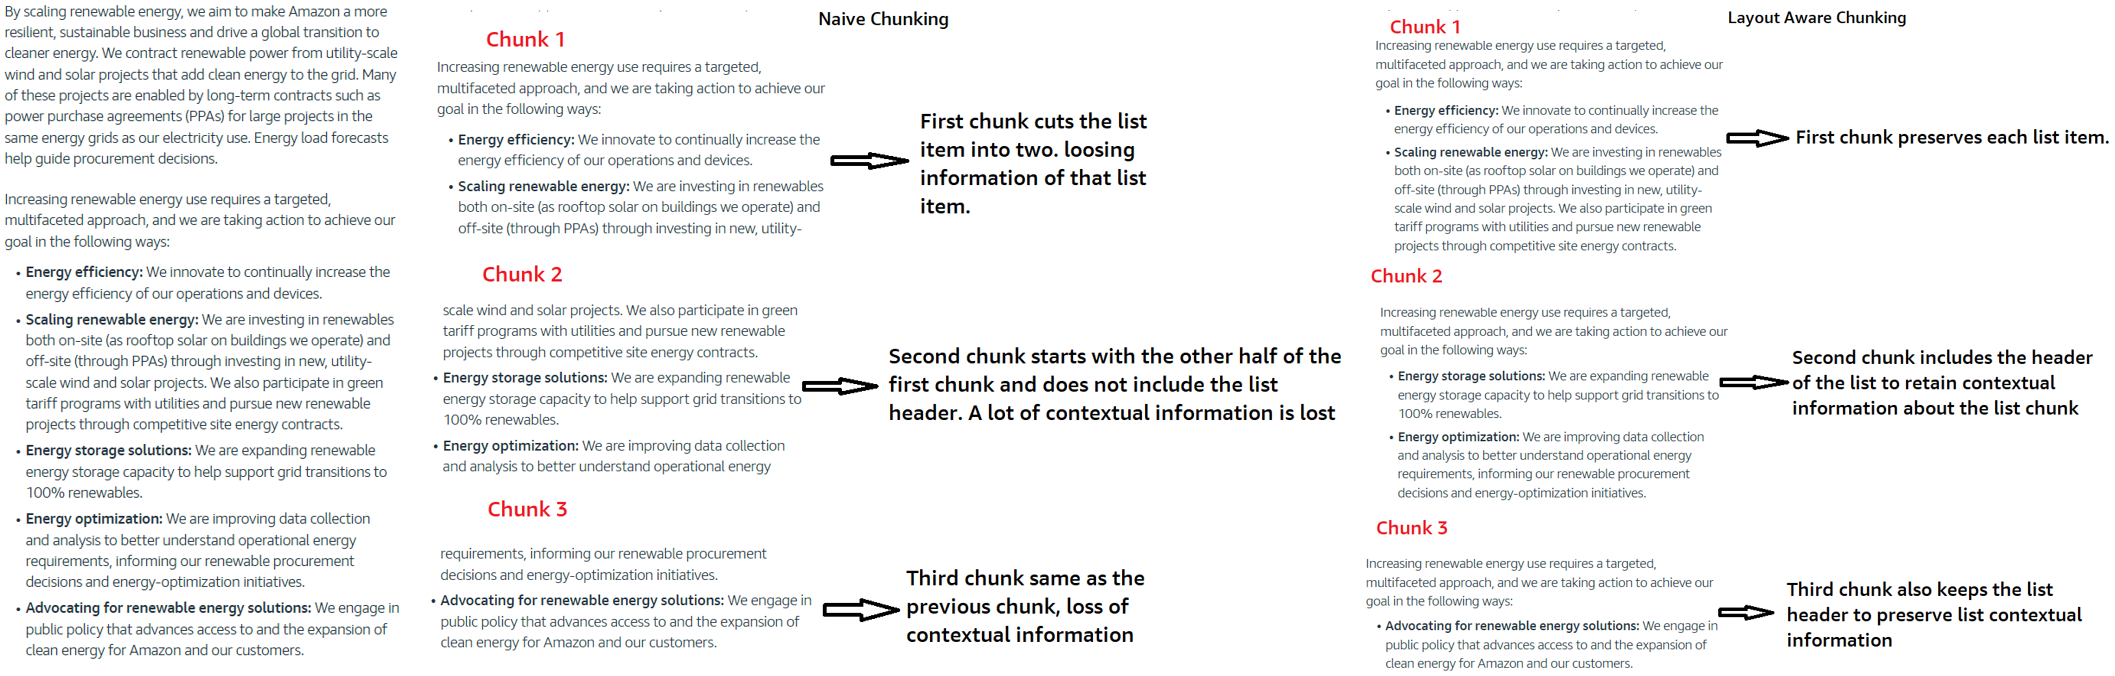 By scaling renewable energy, we aim to make Amazon a more
resilient, sustainable business and drive a global transition to
cleaner energy. We contract renewable power from utility-scale
wind and solar projects that add clean energy to the grid. Many
of these projects are enabled by long-term contracts such as
power purchase agreements (PPAs) for large projects in the
same energy grids as our electricity use. Energy load forecasts
help guide procurement decisions.
Increasing renewable energy use requires a targeted,
multifaceted approach, and we are taking action to achieve our
goal in the following ways:
• Energy efficiency: We innovate to continually increase the
energy efficiency of our operations and devices.
• Scaling renewable energy: We are investing in renewables
both on-site (as rooftop solar on buildings we operate) and
off-site (through PPAs) through investing in new, utility-
scale wind and solar projects. We also participate in green
tariff programs with utilities and pursue new renewable
projects through competitive site energy contracts.
• Energy storage solutions: We are expanding renewable
energy storage capacity to help support grid transitions to
100% renewables.
• Energy optimization: We are improving data collection
and analysis to better understand operational energy
requirements, informing our renewable procurement
decisions and energy-optimization initiatives.
• Advocating for renewable energy solutions: We engage in
public policy that advances access to and the expansion of
clean energy for Amazon and our customers.
Naive Chunking
Chunk 1
Increasing renewable energy use requires a targeted,
multifaceted approach, and we are taking action to achieve our
goal in the following ways:
• Energy efficiency: We innovate to continually increase the
energy efficiency of our operations and devices.
• Scaling renewable energy: We are investing in renewables
both on-site (as rooftop solar on buildings we operate) and
off-site (through PPAs) through investing in new, utility-
First chunk cuts the list
item into two. loosing
information of that list
item.
Chunk 2
scale wind and solar projects. We also participate in green
tariff programs with utilities and pursue new renewable
projects through competitive site energy contracts.
• Energy storage solutions: We are expanding renewable
energy storage capacity to help support grid transitions to
100% renewables.
• Energy optimization: We are improving data collection
and analysis to better understand operational energy
Second chunk starts with the other half of the
first chunk and does not include the list
header. A lot of contextual information is lost
Chunk 3
requirements, informing our renewable procurement
decisions and energy-optimization initiatives.
• Advocating for renewable energy solutions: We engage in
public policy that advances access to and the expansion of
clean energy for Amazon and our customers.
Third chunk same as the
previous chunk, loss of
contextual information
Layout Aware Chunking
Chunk 1
Increasing renewable energy use requires a targeted,
multifaceted approach, and we are taking action to achieve our
goal in the following ways:
• Energy efficiency: We innovate to continually increase the
energy efficiency of our operations and devices.
• Scaling renewable energy: We are investing in renewables
both on-site (as rooftop solar on buildings we operate) and
off-site (through PPAs) through investing in new, utility-
scale wind and solar projects. We also participate in green
tariff programs with utilities and pursue new renewable
projects through competitive site energy contracts.
First chunk preserves each list item.
Chunk 2
Increasing renewable energy use requires a targeted,
multifaceted approach, and we are taking action to achieve our
goal in the following ways:
• Energy storage solutions: We are expanding renewable
energy storage capacity to help support grid transitions to
100% renewables.
• Energy optimization: We are improving data collection
and analysis to better understand operational energy
requirements, informing our renewable procurement
decisions and energy-optimization initiatives.
Second chunk includes the header
of the list to retain contextual
information about the list chunk
Chunk 3
Increasing renewable energy use requires a targeted,
multifaceted approach, and we are taking action to achieve our
goal in the following ways:
• Advocating for renewable energy solutions: We engage in
public policy that advances access to and the expansion of
clean energy for Amazon and our customers.
Third chunk also keeps the list
header to preserve list contextual
information